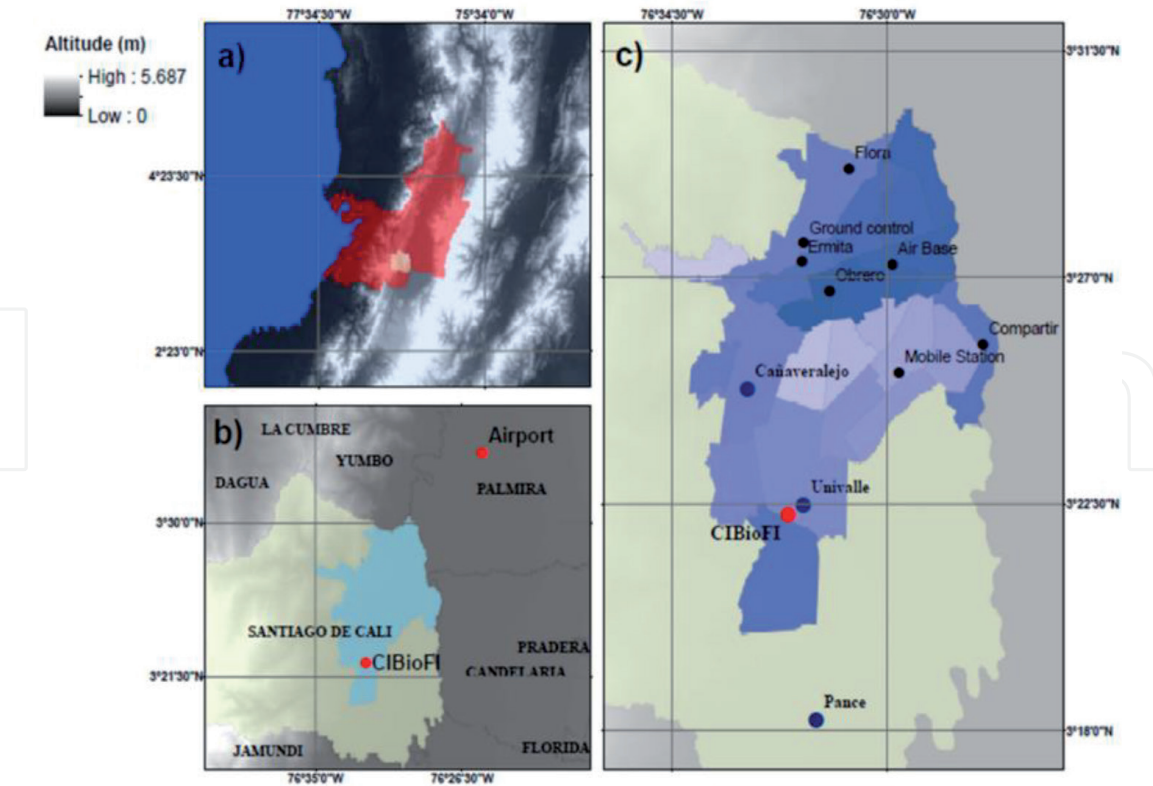 77°34'30"W 75°34'0"W
Altitude (m)
High : 5.687
Low : 0
a)
4°23'30"N
2°23'0"N
b)
LA CUMBRE
YUMBO
Airport
DAGUA
PALMIRA
3°30'0"N
SANTIAGO DE CALI
CIBioFI
PRADERA
CANDELARIA
3°21'30"N
JAMUNDI
FLORIDA
76°35'0"W 76°26'30"W
76°34'30"W 76°30'0"W
c)
3°31'30"N
Flora
Ground control
Ermita
Air Base
3°27'0"N
Obrero
Compartir
Mobile Station
Cañaveralejo
Univalle
3°22'30"N
CIBioFI
Pance
3°18'0"N